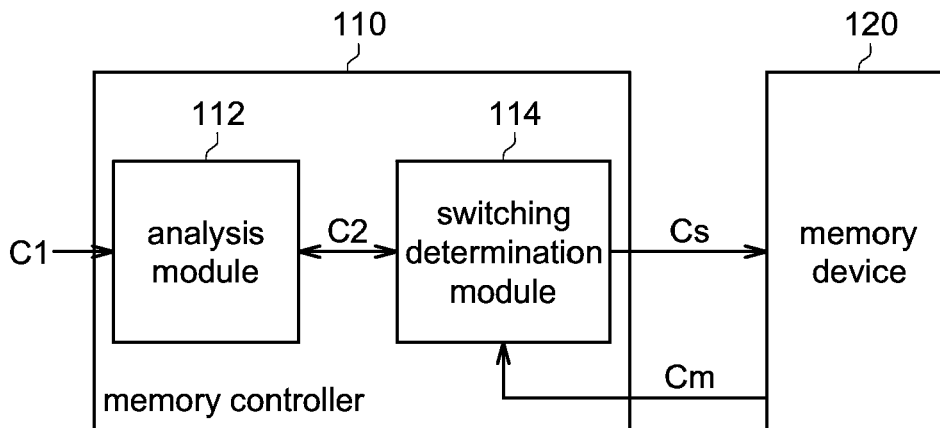 110
120
112
114
C1
analysis
module
C2
switching
determination
module
Cs
memory
device
Cm
memory controller